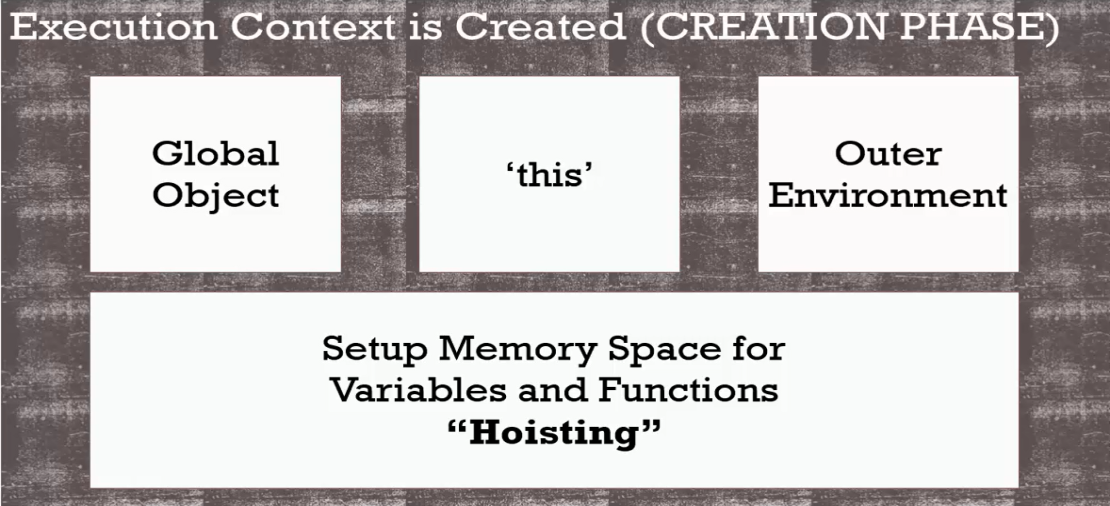 Execution Context is Created (CREATION PHASE)
Global
Object
‘this’
Outer
Environment
Setup Memory Space for
Variables and Functions
“Hoisting”